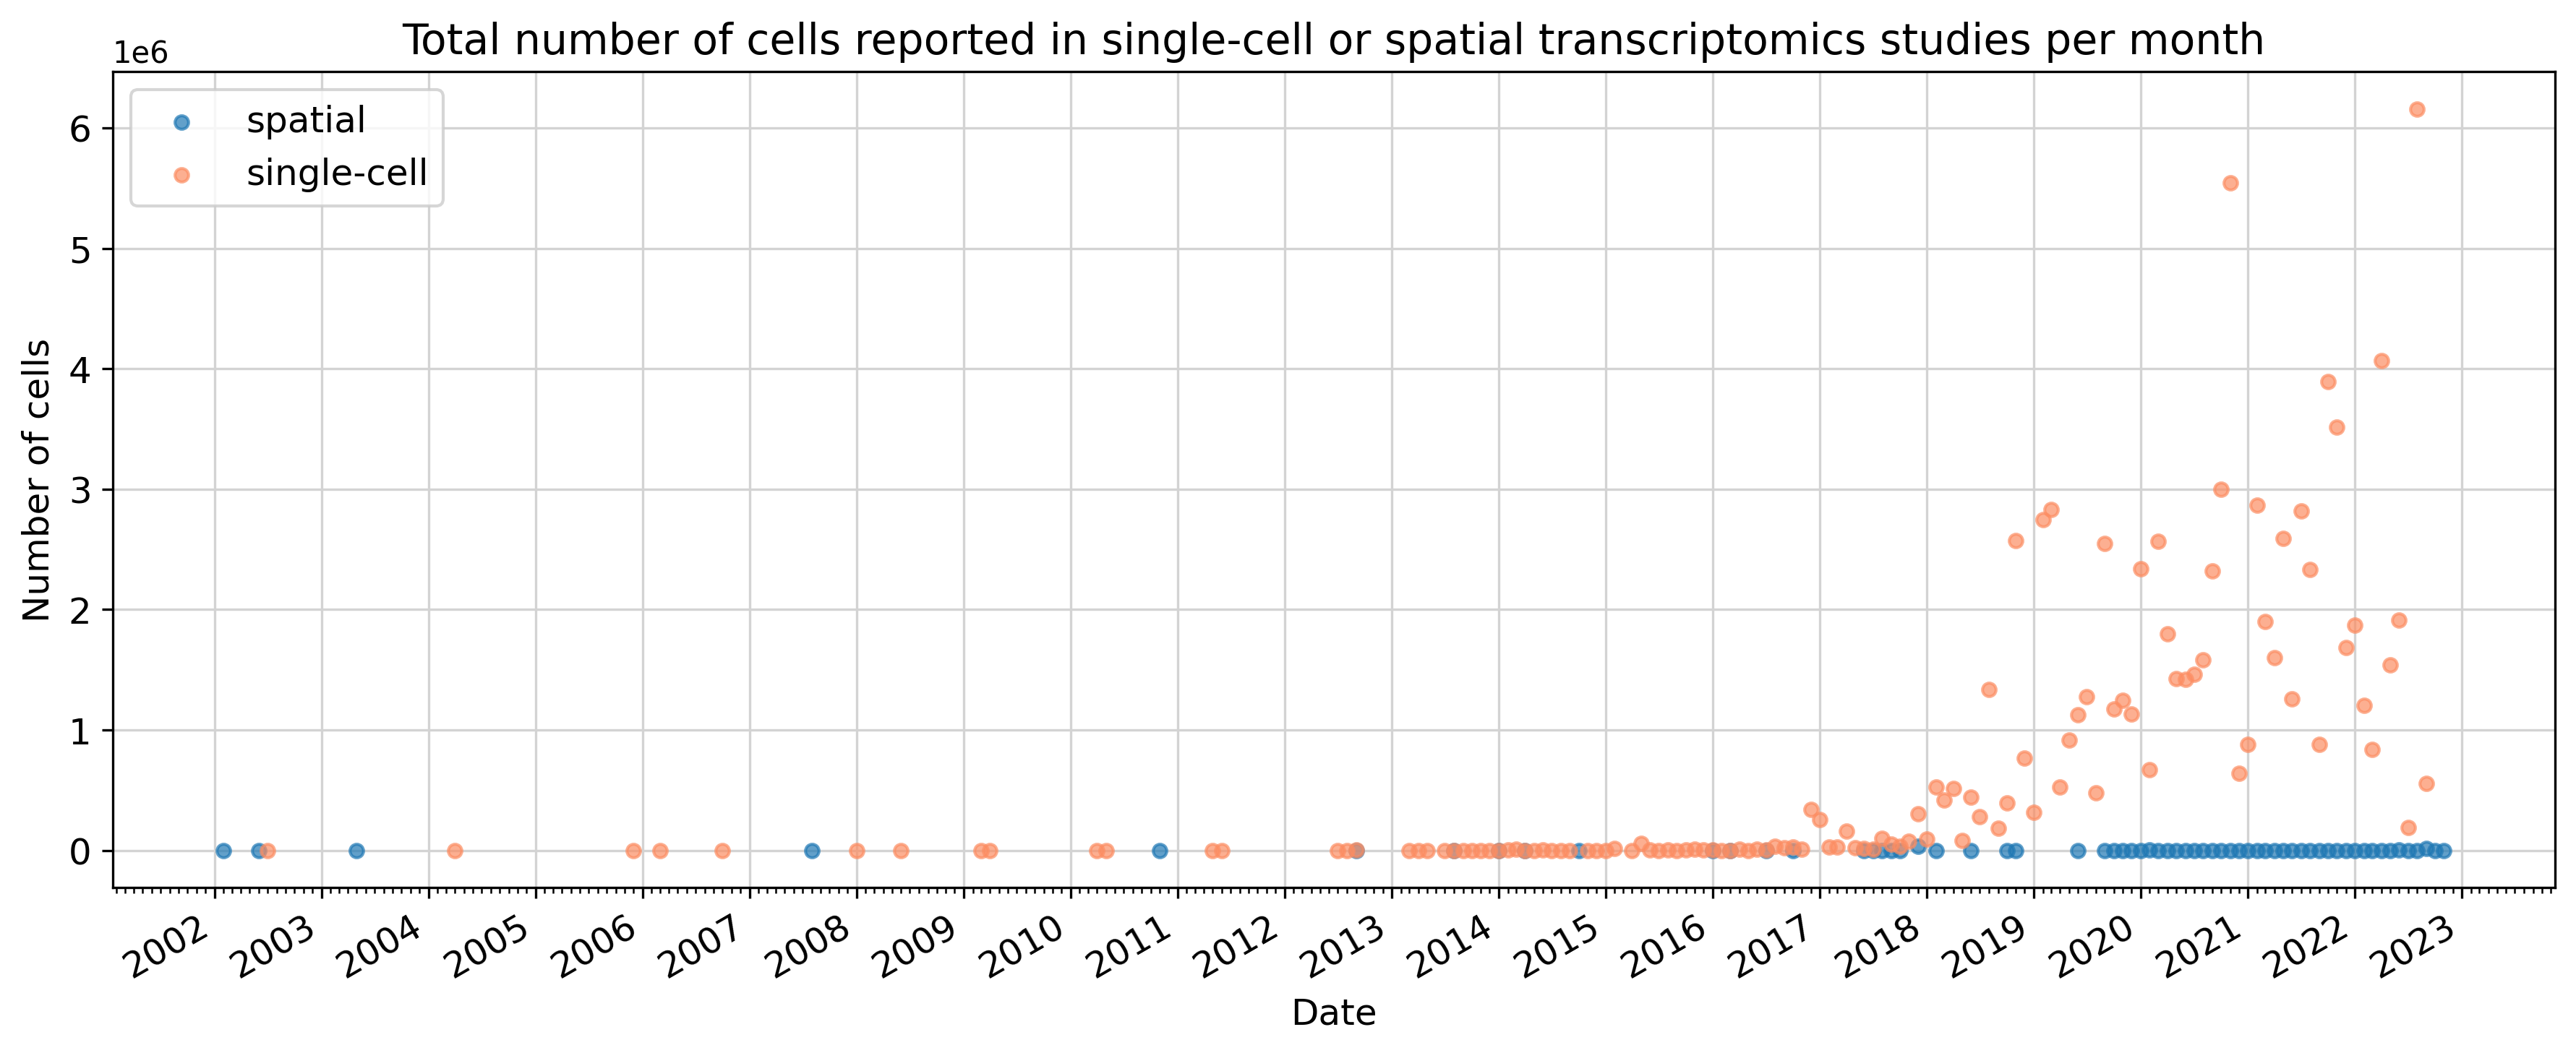 Total number of cells reported in single-cell or spatial transcriptomics studies per month
1e6
spatial
single-cell
6
5
4
3
2
1
0
Number of cells
2002 2003 2004 2005 2006 2007 2008 2009 2010 2011 2012 2013 2014 2015 2016 2017 2018 2019 2020 2021 2022 2023
Date